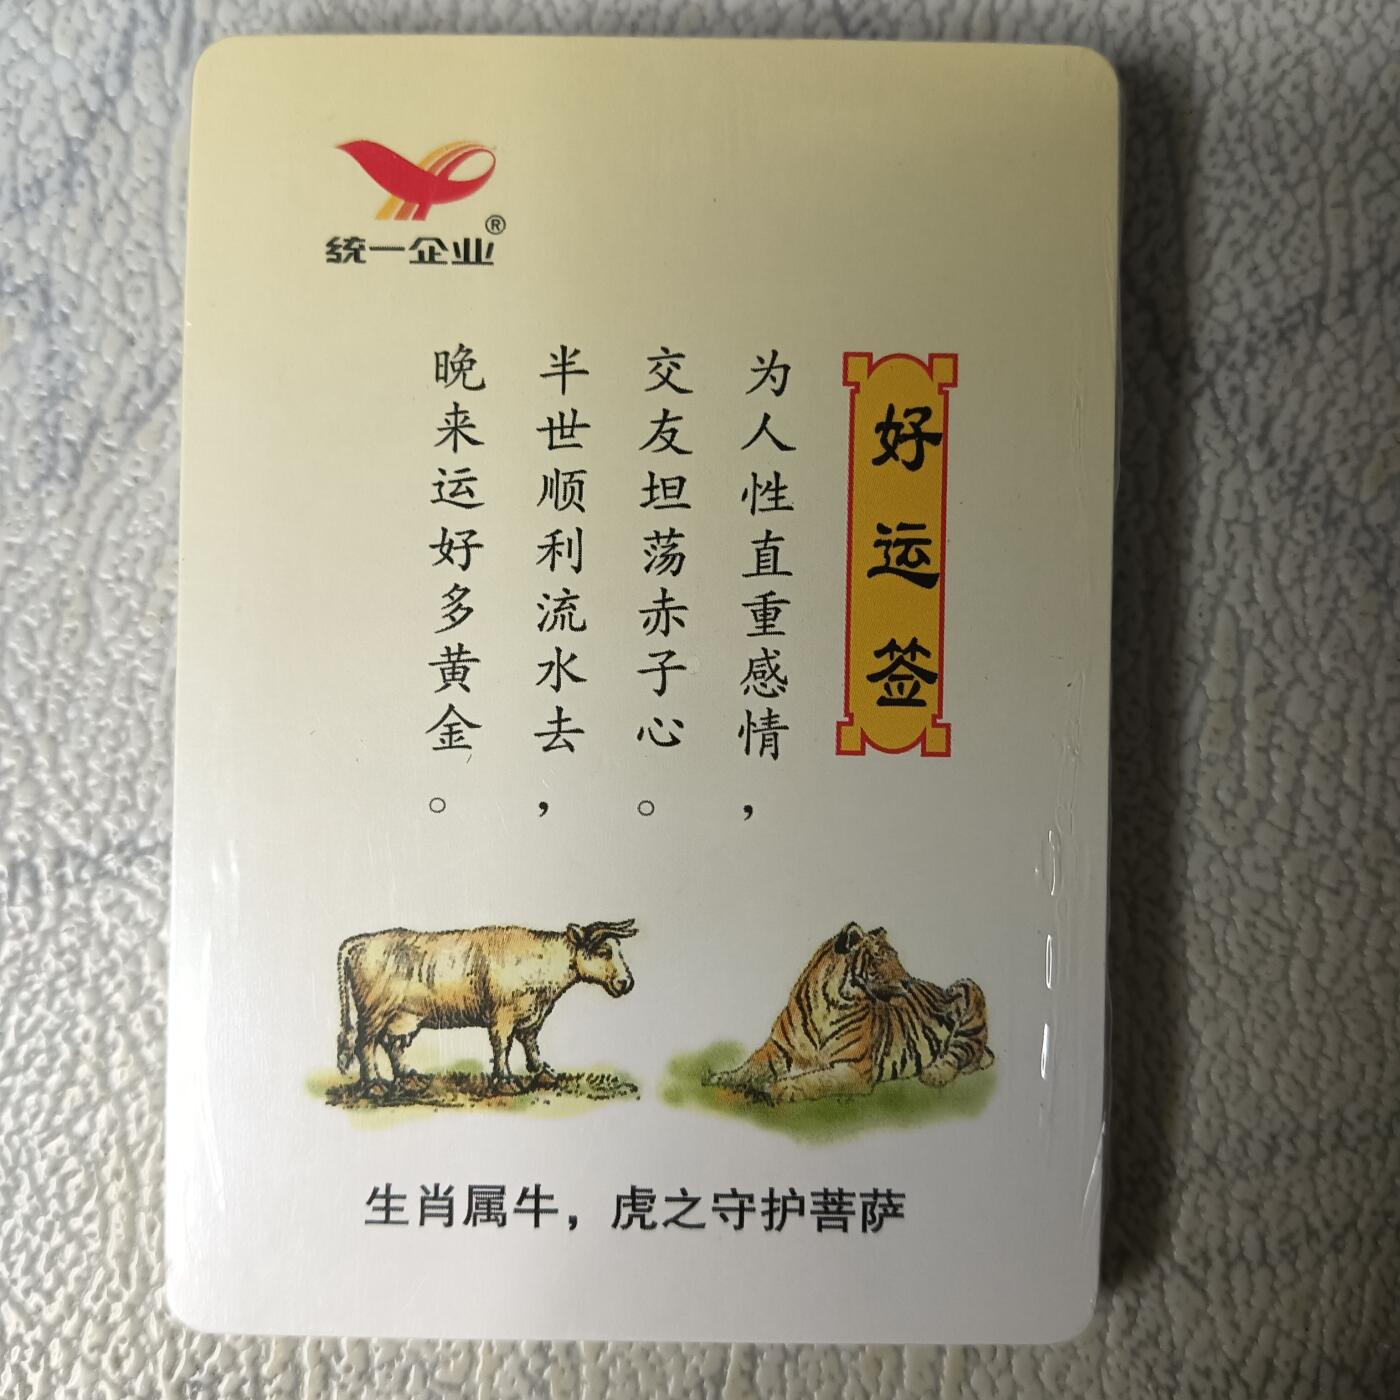 统一企业®
好运签
为人性直重感情，
交友坦荡赤子心。
半世顺利流水去，
晚来运好多黄金。
生肖属牛，虎之守护菩萨